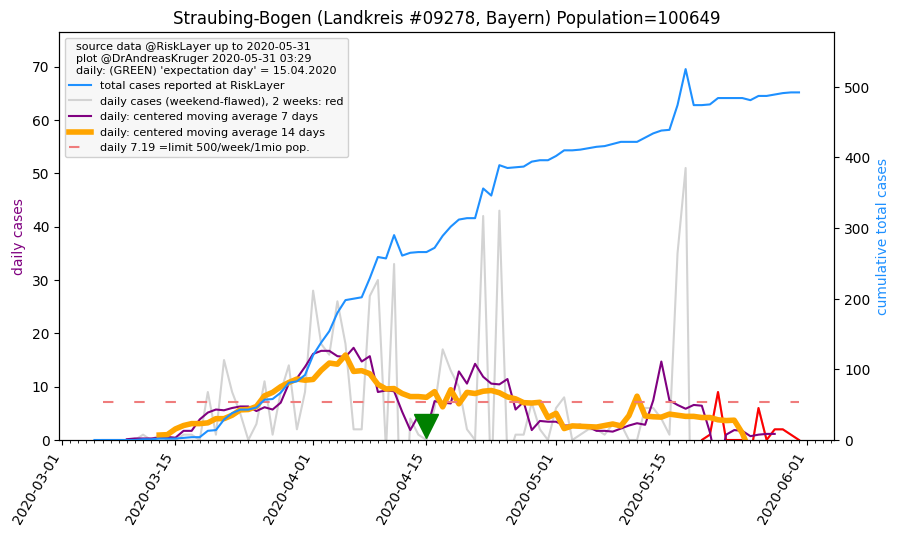 Straubing-Bogen (Landkreis #09278, Bayern) Population=100649
source data @RiskLayer up to 2020-05-31
plot @DrAndreasKruger 2020-05-31 03:29
daily: (GREEN) 'expectation day' = 15.04.2020
total cases reported at RiskLayer
daily cases (weekend-flawed), 2 weeks: red
daily: centered moving average 7 days
daily: centered moving average 14 days
daily 7.19 =limit 500/week/1mio pop.
daily cases
70
60
50
40
30
20
10
0
cumulative total cases
500
400
300
200
100
0
2020-03-01
2020-03-15
2020-04-01
2020-04-15
2020-05-01
2020-05-15
2020-06-01